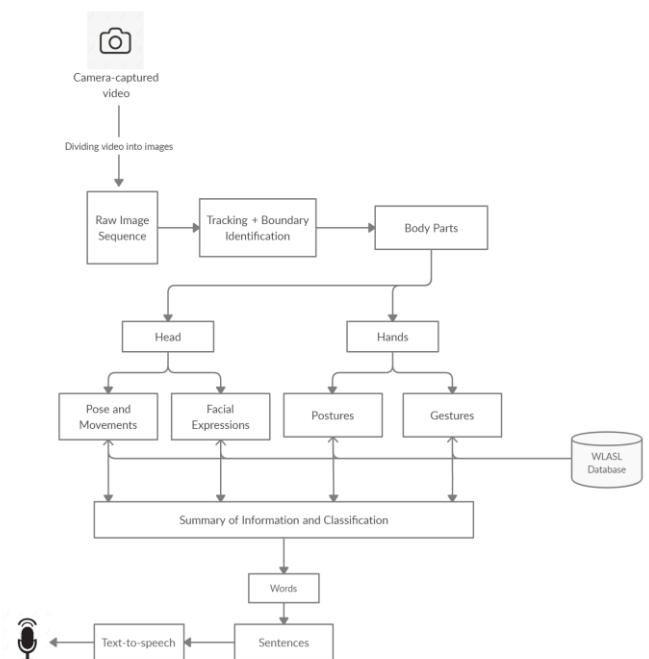 Camera-captured
video
Dividing video into images
Raw Image
Sequence
Tracking + Boundary
Identification
Body Parts
Head
Hands
Pose and
Movements
Facial
Expressions
Postures
Gestures
WLASL
Database
Summary of Information and Classification
Words
Text-to-speech
Sentences